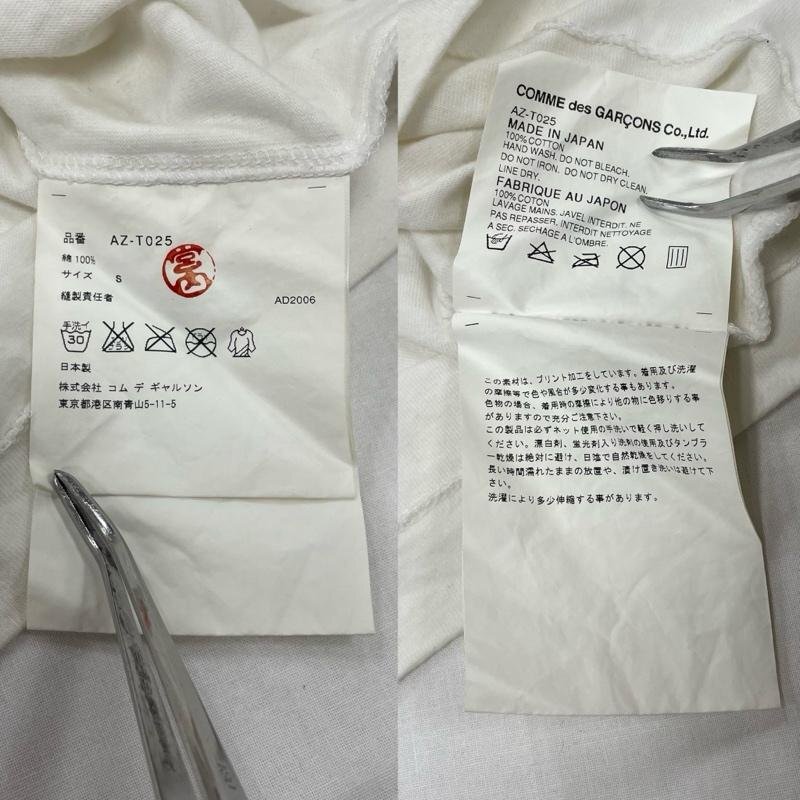 品番 AZ-T025
綿 100%
サイズ S
縫製責任者
AD2006
手洗イ
30
日本製
株式会社 コム デ ギャルソン
東京都港区南青山5-11-5
COMME des GARÇONS Co.,Ltd.
AZ-T025
MADE IN JAPAN
100% COTTON
HAND WASH. DO NOT BLEACH.
DO NOT IRON. DO NOT DRY CLEAN.
LINE DRY.
FABRIQUE AU JAPON
100% COTON
LAVAGE MAINS. JAVEL INTERDIT. NE
PAS REPASSER. INTERDIT NETTOYAGE
A SEC. SECHAGE A L'OMBRE.
この素材は、プリント加工をしています。着用及び洗濯
の摩擦等で色や風合が多少変化する事もあります。
色物の場合、着用時の摩擦により他の物に色移りする事
がありますので充分ご注意下さい。
この製品は必ずネット使用の手洗いで軽く押し洗いして
ください。漂白剤、蛍光剤入り洗剤の使用及びタンブラ
ー乾燥は絶対に避け、日陰で自然乾燥をしてください。
長い時間濡れたままの放置や、漬け置き洗いは避けて下
さい。
洗濯により多少伸縮する事があります。